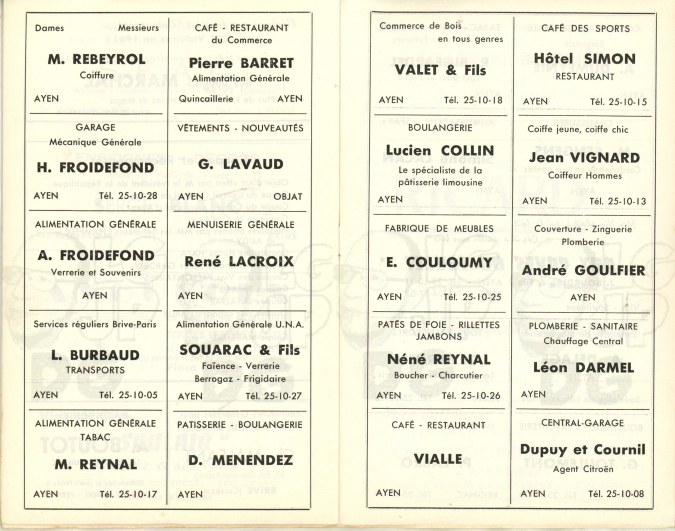 Dames Messieurs
M. REBEYROL
Coiffure
AYEN
CAFÉ - RESTAURANT
du Commerce
Pierre BARRET
Alimentation Générale
Quincaillerie AYEN
GARAGE
Mécanique Générale
H. FROIDEFOND
AYEN Tél. 25-10-28
VÊTEMENTS - NOUVEAUTÉS
G. LAVAUD
AYEN OBJAT
ALIMENTATION GÉNÉRALE
A. FROIDEFOND
Verrerie et Souvenirs
AYEN
MENUISERIE GÉNÉRALE
René LACROIX
AYEN
Services réguliers Brive-Paris
L. BURBAUD
TRANSPORTS
AYEN Tél. 25-10-05
Alimentation Générale U.N.A.
SOUARAC & Fils
Faïence - Verrerie
Berrogaz - Frigidaire
AYEN Tél. 25-10-27
ALIMENTATION GÉNÉRALE
TABAC
M. REYNAL
AYEN Tél. 25-10-17
PATISSERIE - BOULANGERIE
D. MENENDEZ
AYEN
Commerce de Bois
en tous genres
VALET & Fils
AYEN Tél. 25-10-18
CAFÉ DES SPORTS
Hôtel SIMON
RESTAURANT
AYEN Tél. 25-10-15
BOULANGERIE
Lucien COLLIN
Le spécialiste de la
pâtisserie limousine
AYEN
Coiffe jeune, coiffe chic
Jean VIGNARD
Coiffeur Hommes
AYEN Tél. 25-10-13
FABRIQUE DE MEUBLES
E. COULOUMY
AYEN Tél. 25-10-25
Couverture - Zinguerie
Plomberie
André GOULFIER
AYEN
PATÉS DE FOIE - RILLETTES
JAMBONS
Néné REYNAL
Boucher - Charcutier
AYEN Tél. 25-10-26
PLOMBERIE - SANITAIRE
Chauffage Central
Léon DARMEL
AYEN
CAFÉ - RESTAURANT
VIALLE
AYEN
CENTRAL-GARAGE
Dupuy et Cournil
Agent Citroën
AYEN Tél. 25-10-08